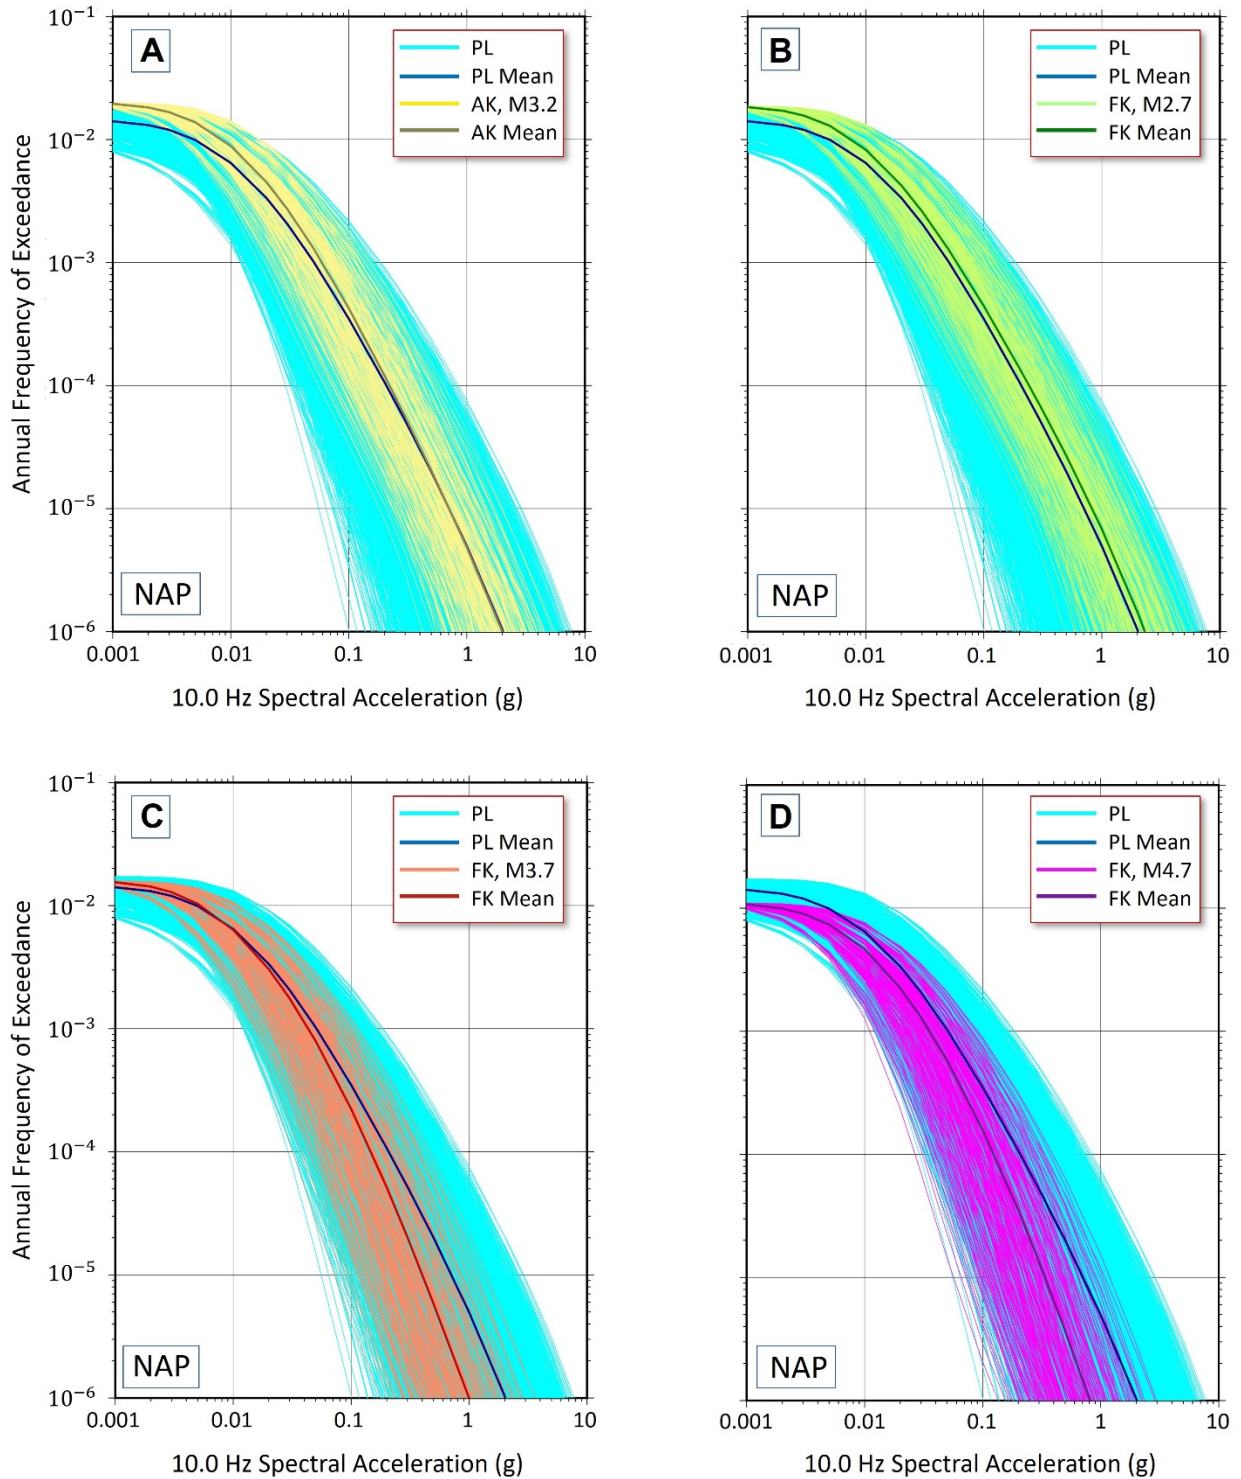 A
PL
PL Mean
AK, M3.2
AK Mean
NAP
10⁻¹
10⁻²
10⁻³
10⁻⁴
10⁻⁵
10⁻⁶
Annual Frequency of Exceedance
0.001 0.01 0.1 1 10
10.0 Hz Spectral Acceleration (g)
B
PL
PL Mean
FK, M2.7
FK Mean
NAP
0.001 0.01 0.1 1 10
10.0 Hz Spectral Acceleration (g)
C
PL
PL Mean
FK, M3.7
FK Mean
NAP
10⁻¹
10⁻²
10⁻³
10⁻⁴
10⁻⁵
10⁻⁶
Annual Frequency of Exceedance
0.001 0.01 0.1 1 10
10.0 Hz Spectral Acceleration (g)
D
PL
PL Mean
FK, M4.7
FK Mean
NAP
0.001 0.01 0.1 1 10
10.0 Hz Spectral Acceleration (g)